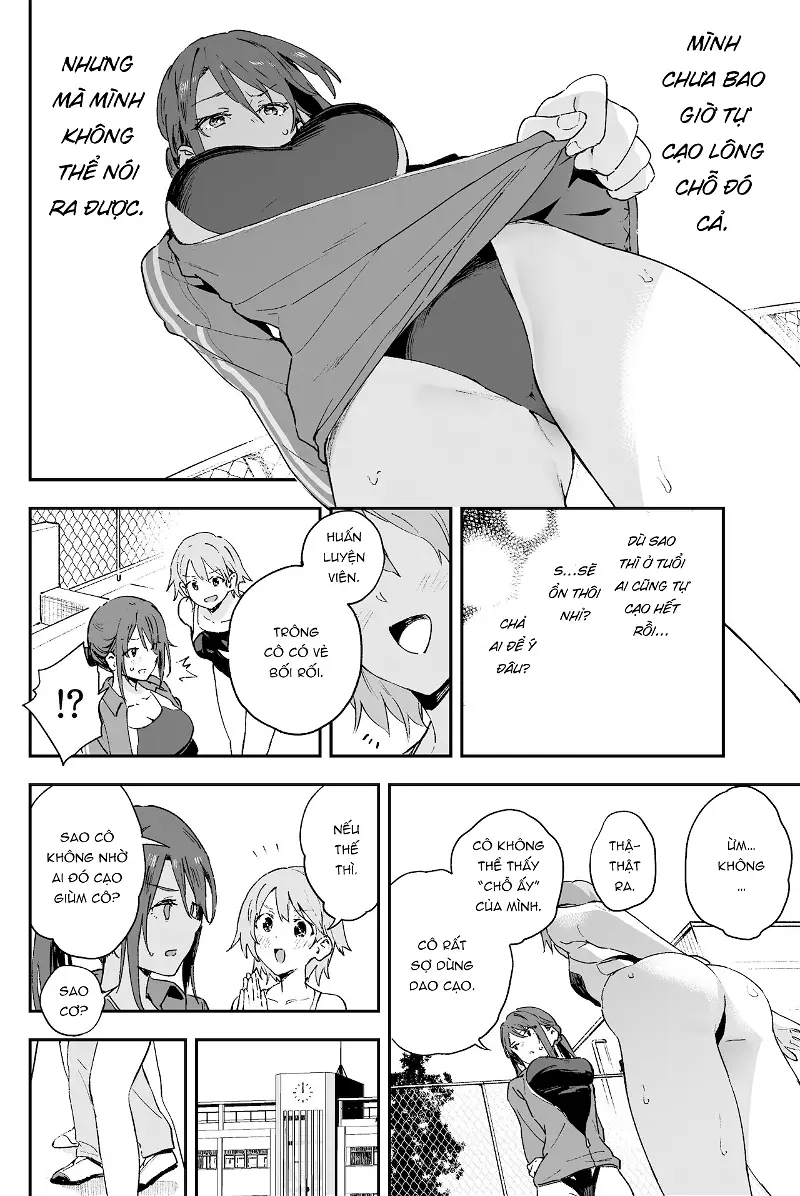 MÌNH
CHƯA BAO
GIỜ TỰ
CẠO LÔNG
CHỖ ĐÓ
CẢ.
NHƯNG
MÀ MÌNH
KHÔNG
THỂ NÓI
RA ĐƯỢC.
DÙ SAO
THÌ Ở TUỔI
AI CŨNG TỰ
CẠO HẾT
RỒI...
S...SẼ
ỔN THÔI
NHỈ?
CHẢ
AI ĐỂ Ý
ĐÂU?
HUẤN
LUYỆN
VIÊN.
TRÔNG
CÔ CÓ VẺ
BỐI RỐI.
!?
ỪM...
KHÔNG
...
THẬ-
THẬT
RA.
CÔ KHÔNG
THỂ THẤY
“CHỖ ẤY”
CỦA MÌNH.
CÔ RẤT
SỢ DÙNG
DAO CẠO.
NẾU
THẾ
THÌ.
SAO CÔ
KHÔNG NHỜ
AI ĐÓ CẠO
GIÙM CÔ?
SAO
CƠ?